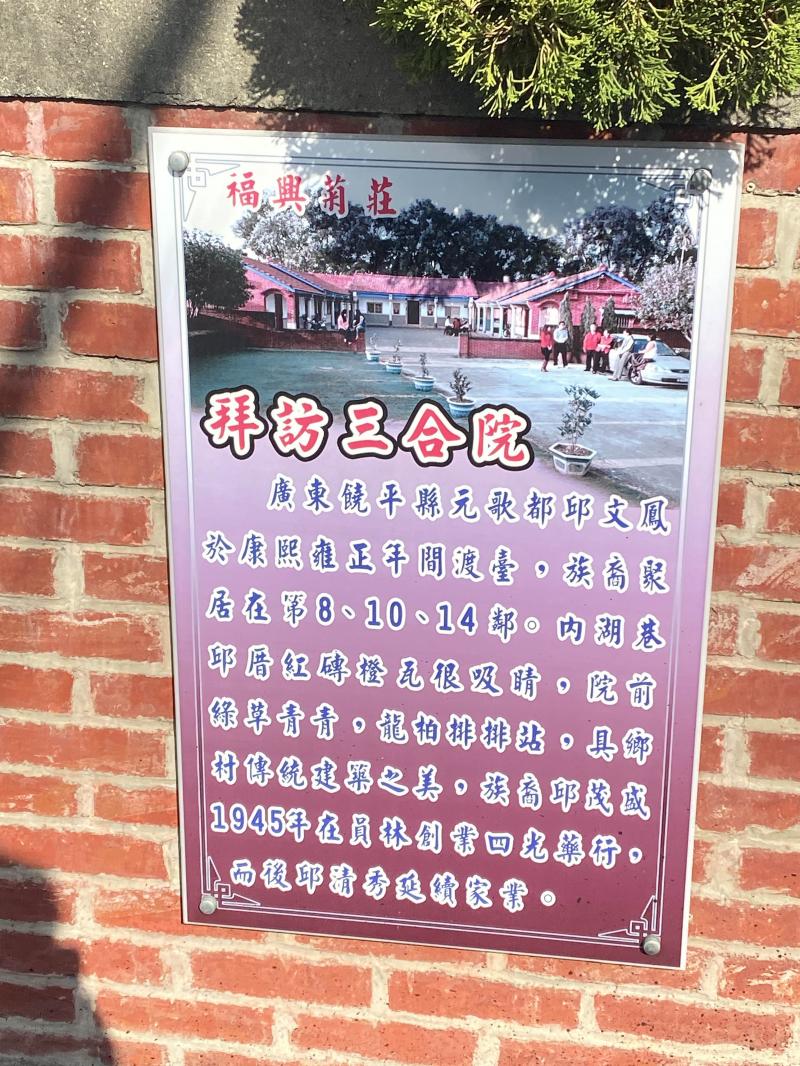 福興菊莊
拜訪三合院
廣東饒平縣元歌都邱文鳳
於康熙雍正年間渡臺，族裔聚
居在第8、10、14鄰。內湖巷
邱厝紅磚橙瓦很吸睛，院前
綠草青青，龍柏排排站，具鄉
村傳統建築之美，族裔邱茂盛
1945年在員林創業四光藥行，
而後邱清秀延續家業。